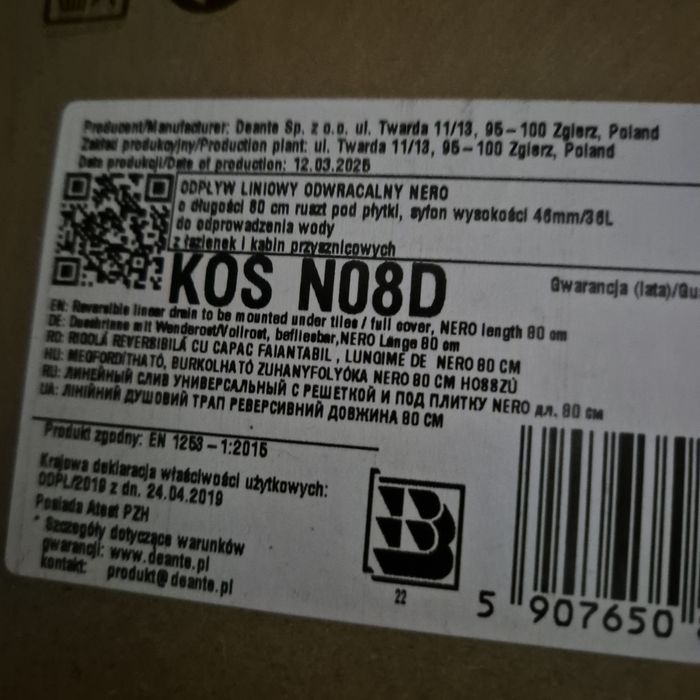 Producent/Manufacturer: Deante Sp. z o.o. ul. Twarda 11/13, 95-100 Zgierz, Poland
Zakład produkcyjny/Production plant: ul. Twarda 11/13, 95-100 Zgierz, Poland
Data produkcji/Date of production: 12.03.2025
ODPŁYW LINIOWY ODWRACALNY NERO
o długości 80 cm ruszt pod płytki, syfon wysokości 46mm/36L
do odprowadzenia wody
z łazienek i kabin prysznicowych
KOS N08D
Gwarancja (lata)/Gua
EN: Reversible linear drain to be mounted under tiles / full cover, NERO length 80 cm
DE: Duschrinne mit Wenderost/Vollrost, befliesbar, NERO Länge 80 cm
RO: RIGOLĂ REVERSIBILĂ CU CAPAC FAIANTABIL, LUNGIME DE NERO 80 CM
HU: MEGFORDÍTHATÓ, BURKOLHATÓ ZUHANYFOLYÓKA NERO 80 CM HOSSZÚ
RU: ЛИНЕЙНЫЙ СЛИВ УНИВЕРСАЛЬНЫЙ С РЕШЕТКОЙ И ПОД ПЛИТКУ NERO дл. 80 см
UA: ЛІНІЙНИЙ ДУШОВИЙ ТРАП РЕВЕРСИВНИЙ ДОВЖИНА 80 СМ
Produkt zgodny: EN 1253-1:2015
Krajowa deklaracja właściwości użytkowych:
ODPL/2019 z dn. 24.04.2019
Posiada Atest PZH
* Szczegóły dotyczące warunków
gwarancji: www.deante.pl
kontakt: produkt@deante.pl
22
5 907650